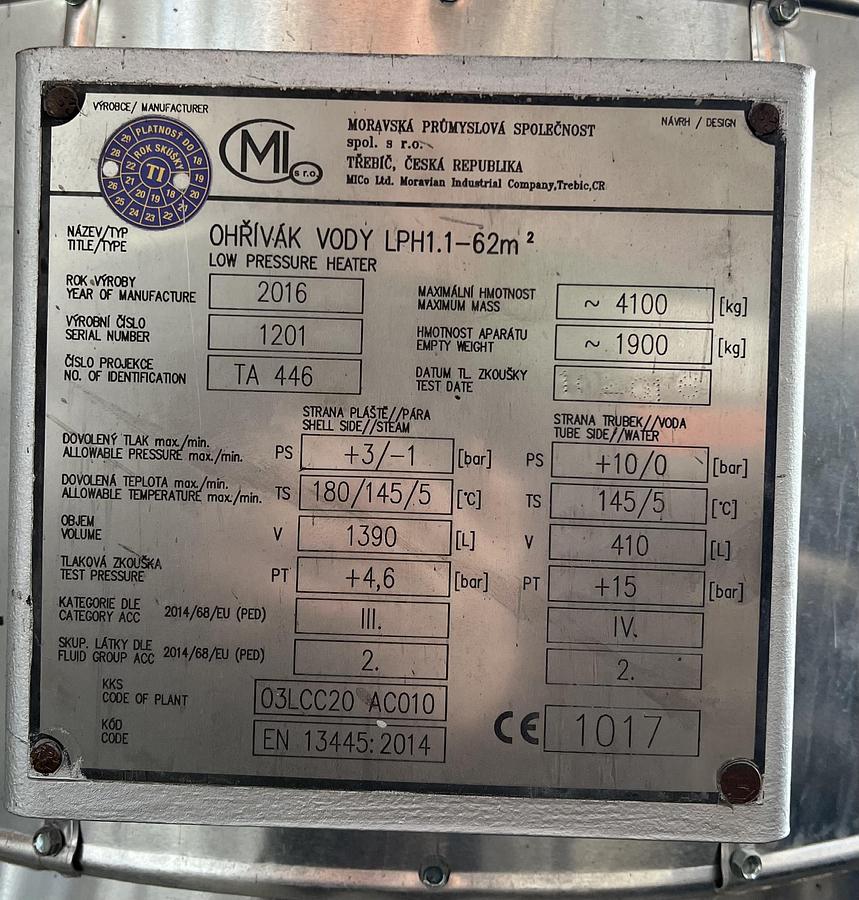 VÝROBCE/ MANUFACTURER
NÁVRH / DESIGN
PLATNOSŤ DO
ROK SKÚŠKY
TI
MI s r.o.
MORAVSKÁ PRŮMYSLOVÁ SPOLEČNOST
spol. s r.o.
TŘEBÍČ, ČESKÁ REPUBLIKA
MICo Ltd. Moravian Industrial Company,Trebic,CR
NÁZEV/TYP
TITLE/TYPE
OHŘÍVÁK VODY LPH1.1-62m²
LOW PRESSURE HEATER
ROK VÝROBY
YEAR OF MANUFACTURE
2016
MAXIMÁLNÍ HMOTNOST
MAXIMUM MASS
~ 4100 [kg]
VÝROBNÍ ČÍSLO
SERIAL NUMBER
1201
HMOTNOST APARÁTU
EMPTY WEIGHT
~ 1900 [kg]
ČÍSLO PROJEKCE
NO. OF IDENTIFICATION
TA 446
DATUM TL. ZKOUŠKY
TEST DATE
STRANA PLÁŠTĚ//PÁRA
SHELL SIDE//STEAM
STRANA TRUBEK//VODA
TUBE SIDE//WATER
DOVOLENÝ TLAK max./min.
ALLOWABLE PRESSURE max./min.
PS +3/-1 [bar]
PS +10/0 [bar]
DOVOLENÁ TEPLOTA max./min.
ALLOWABLE TEMPERATURE max./min.
TS 180/145/5 [°C]
TS 145/5 [°C]
OBJEM
VOLUME
V 1390 [L]
V 410 [L]
TLAKOVÁ ZKOUŠKA
TEST PRESSURE
PT +4,6 [bar]
PT +15 [bar]
KATEGORIE DLE
CATEGORY ACC 2014/68/EU (PED)
III.
IV.
SKUP. LÁTKY DLE
FLUID GROUP ACC 2014/68/EU (PED)
2.
2.
KKS
CODE OF PLANT
03LCC20 AC010
KÓD
CODE
EN 13445:2014
CE 1017